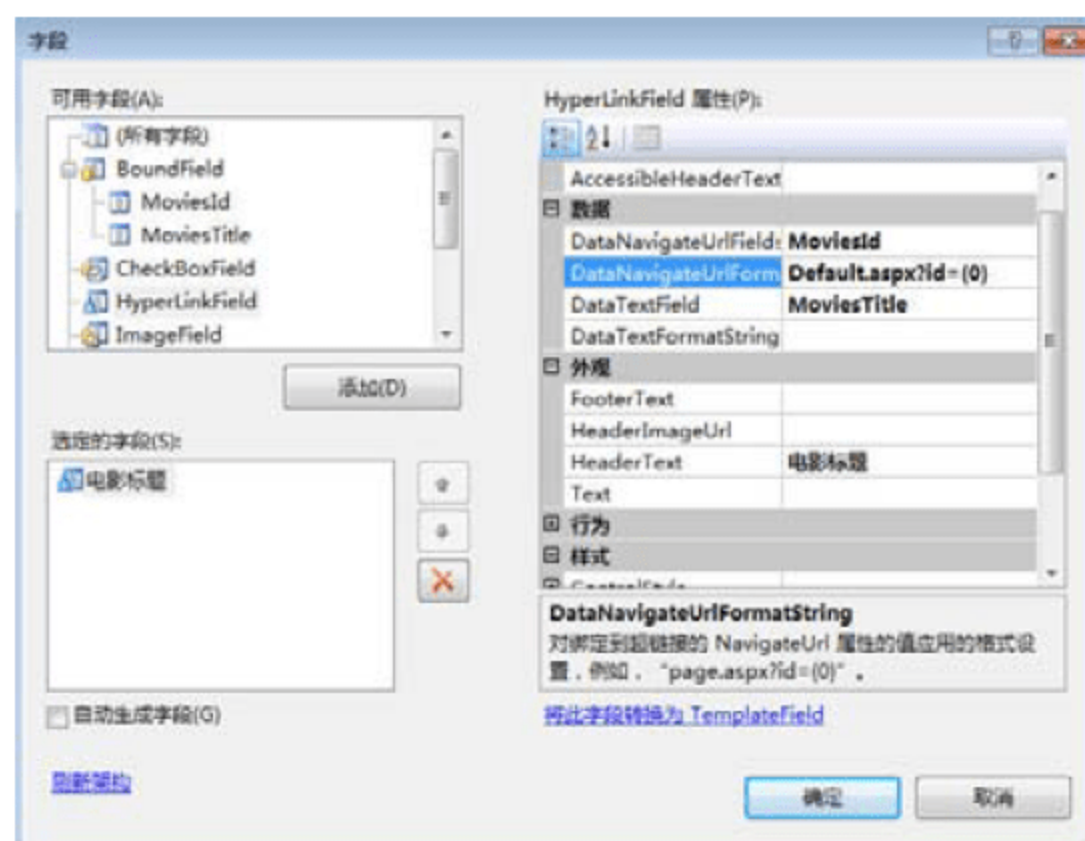 字段
可用字段(A):
(所有字段)
BoundField
MoviesId
MoviesTitle
CheckBoxField
HyperLinkField
ImageField
添加(D)
选定的字段(S):
电影标题
自动生成字段(G)
刷新架构
HyperLinkField 属性(P):
AccessibleHeaderText
数据
DataNavigateUrlFields MoviesId
DataNavigateUrlForm Default.aspx?id=(0)
DataTextField MoviesTitle
DataTextFormatString
外观
FooterText
HeaderImageUrl
HeaderText 电影标题
Text
行为
样式
DataNavigateUrlFormatString
对绑定到超链接的 NavigateUrl 属性的值应用的格式设
置，例如，“page.aspx?id=(0)”。
将此字段转换为 TemplateField
确定
取消